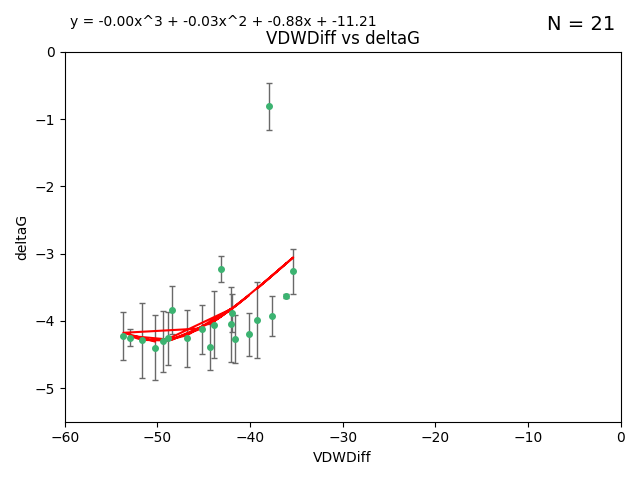 y = -0.00x^3 + -0.03x^2 + -0.88x + -11.21
N = 21
VDWDiff vs deltaG
0
−1
−2
−3
−4
−5
deltaG
−60 −50 −40 −30 −20 −10 0
VDWDiff